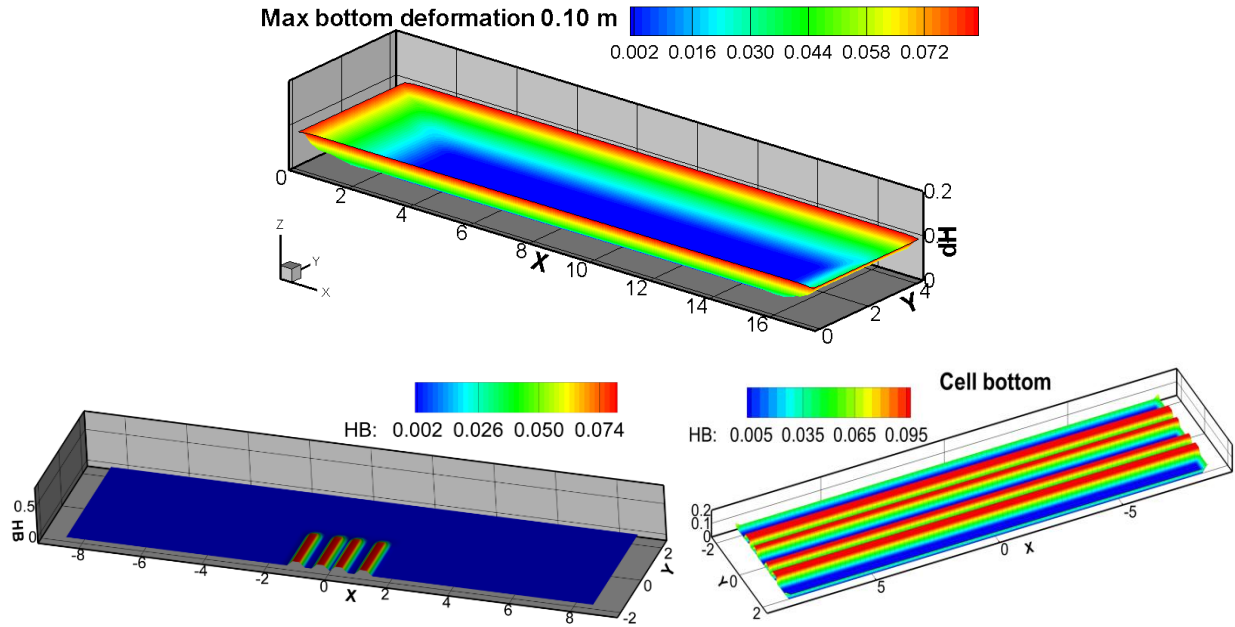 Max bottom deformation 0.10 m
0.002 0.016 0.030 0.044 0.058 0.072
0 2 4 6 8 10 12 14 16
X
0 2 4
Y
0.2
0
dH
Z
Y
X
HB: 0.002 0.026 0.050 0.074
0.5
0
HB
-8 -6 -4 -2 0 2 4 6 8
X
2
0
-2
Y
Cell bottom
HB: 0.005 0.035 0.065 0.095
0.2
0.1
0
-2
0
2
Y
5 0 -5
X